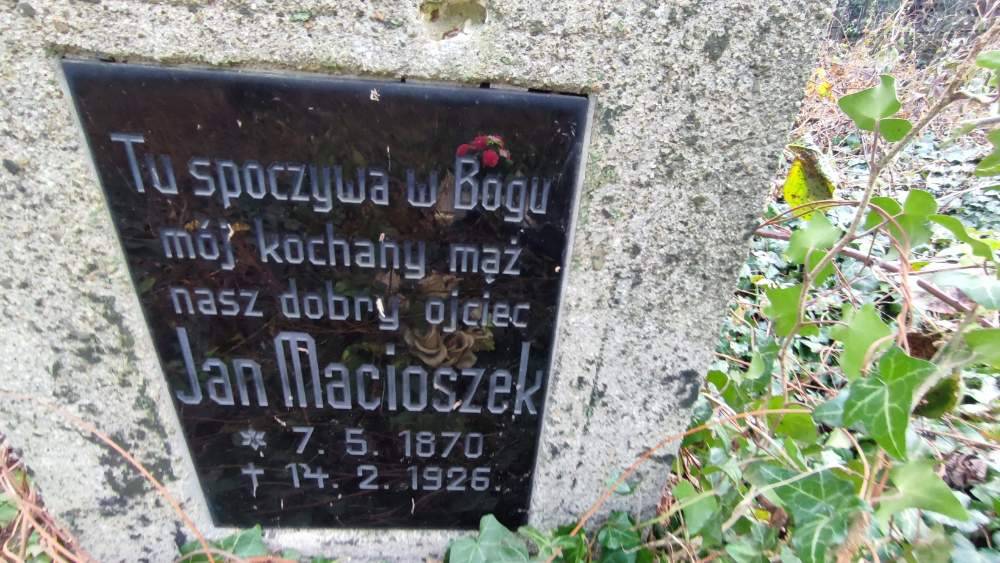 Tu spoczywa w Bogu
mój kochany mąż
nasz dobry ojciec
Jan Macioszek
* 7. 5. 1870
† 14. 2. 1926.